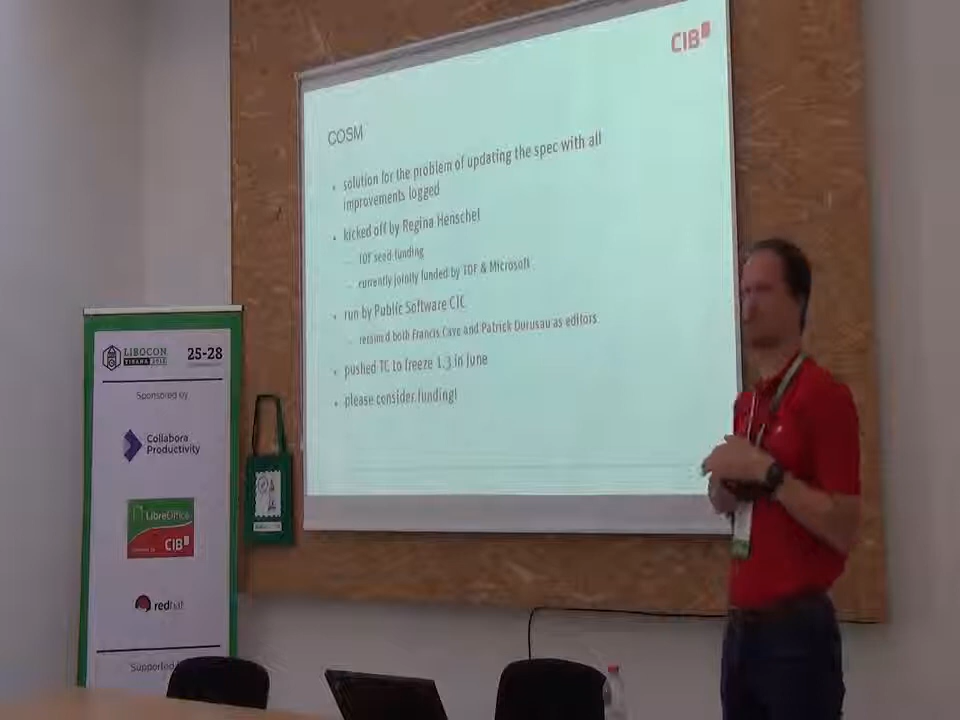 CIB
COSM
solution for the problem of updating the spec with all
improvements logged
kicked off by Regina Henschel
TDF seed funding
currently jointly funded by TDF & Microsoft
run by Public Software CIC
retained both Francis Cave and Patrick Durusau as editors
pushed TC to freeze 1.3 in June
please consider funding!
LIBOCON
TIRANA 2018
25-28
Sponsored by
Collabora
Productivity
LibreOffice
CIB
redhat
Supported